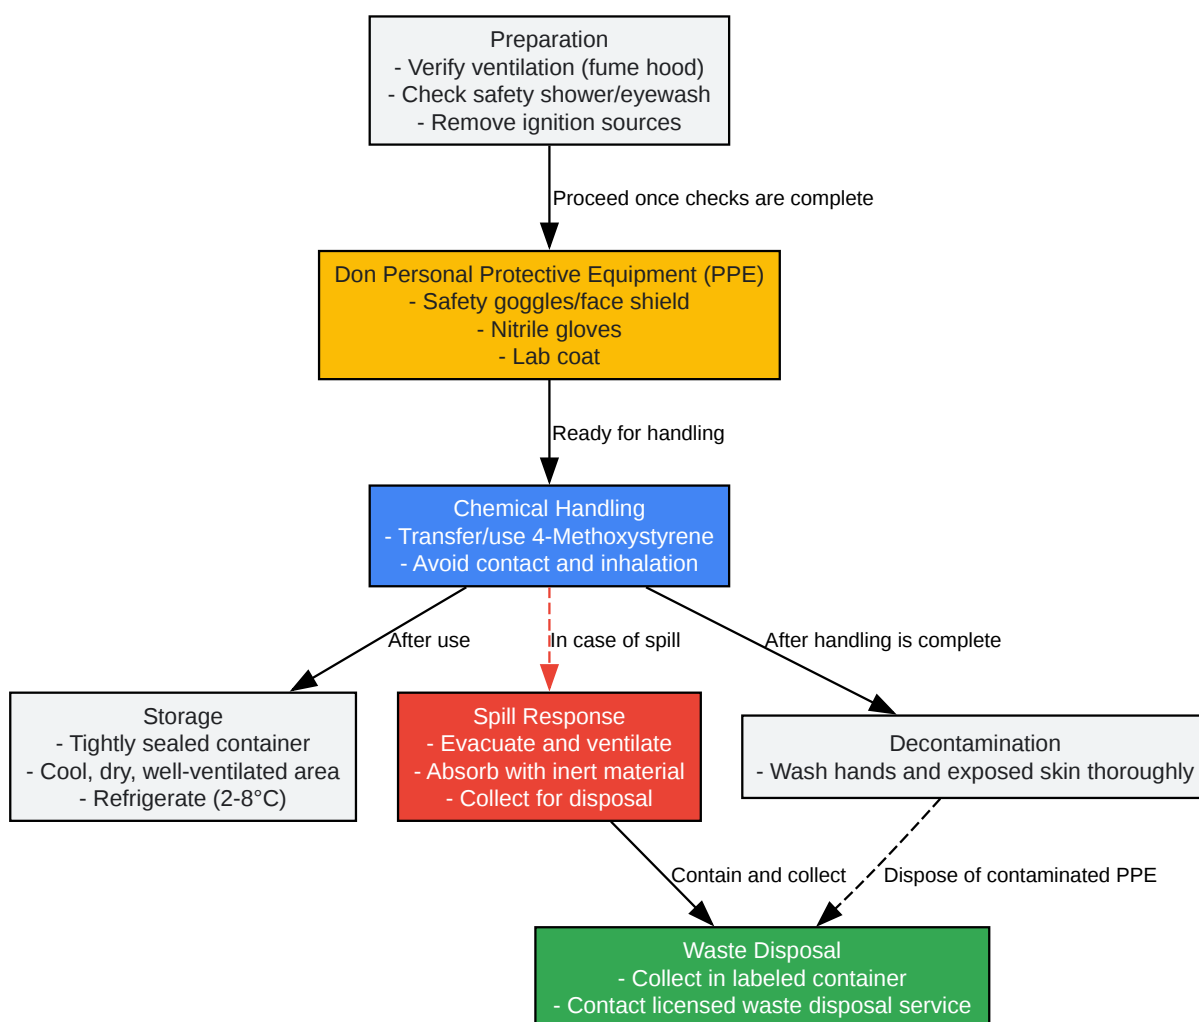 Preparation
- Verify ventilation (fume hood)
- Check safety shower/eyewash
- Remove ignition sources
Proceed once checks are complete
Don Personal Protective Equipment (PPE)
- Safety goggles/face shield
- Nitrile gloves
- Lab coat
Ready for handling
Chemical Handling
- Transfer/use 4-Methoxystyrene
- Avoid contact and inhalation
After use
In case of spill
After handling is complete
Storage
- Tightly sealed container
- Cool, dry, well-ventilated area
- Refrigerate (2-8°C)
Spill Response
- Evacuate and ventilate
- Absorb with inert material
- Collect for disposal
Decontamination
- Wash hands and exposed skin thoroughly
Contain and collect
Dispose of contaminated PPE
Waste Disposal
- Collect in labeled container
- Contact licensed waste disposal service